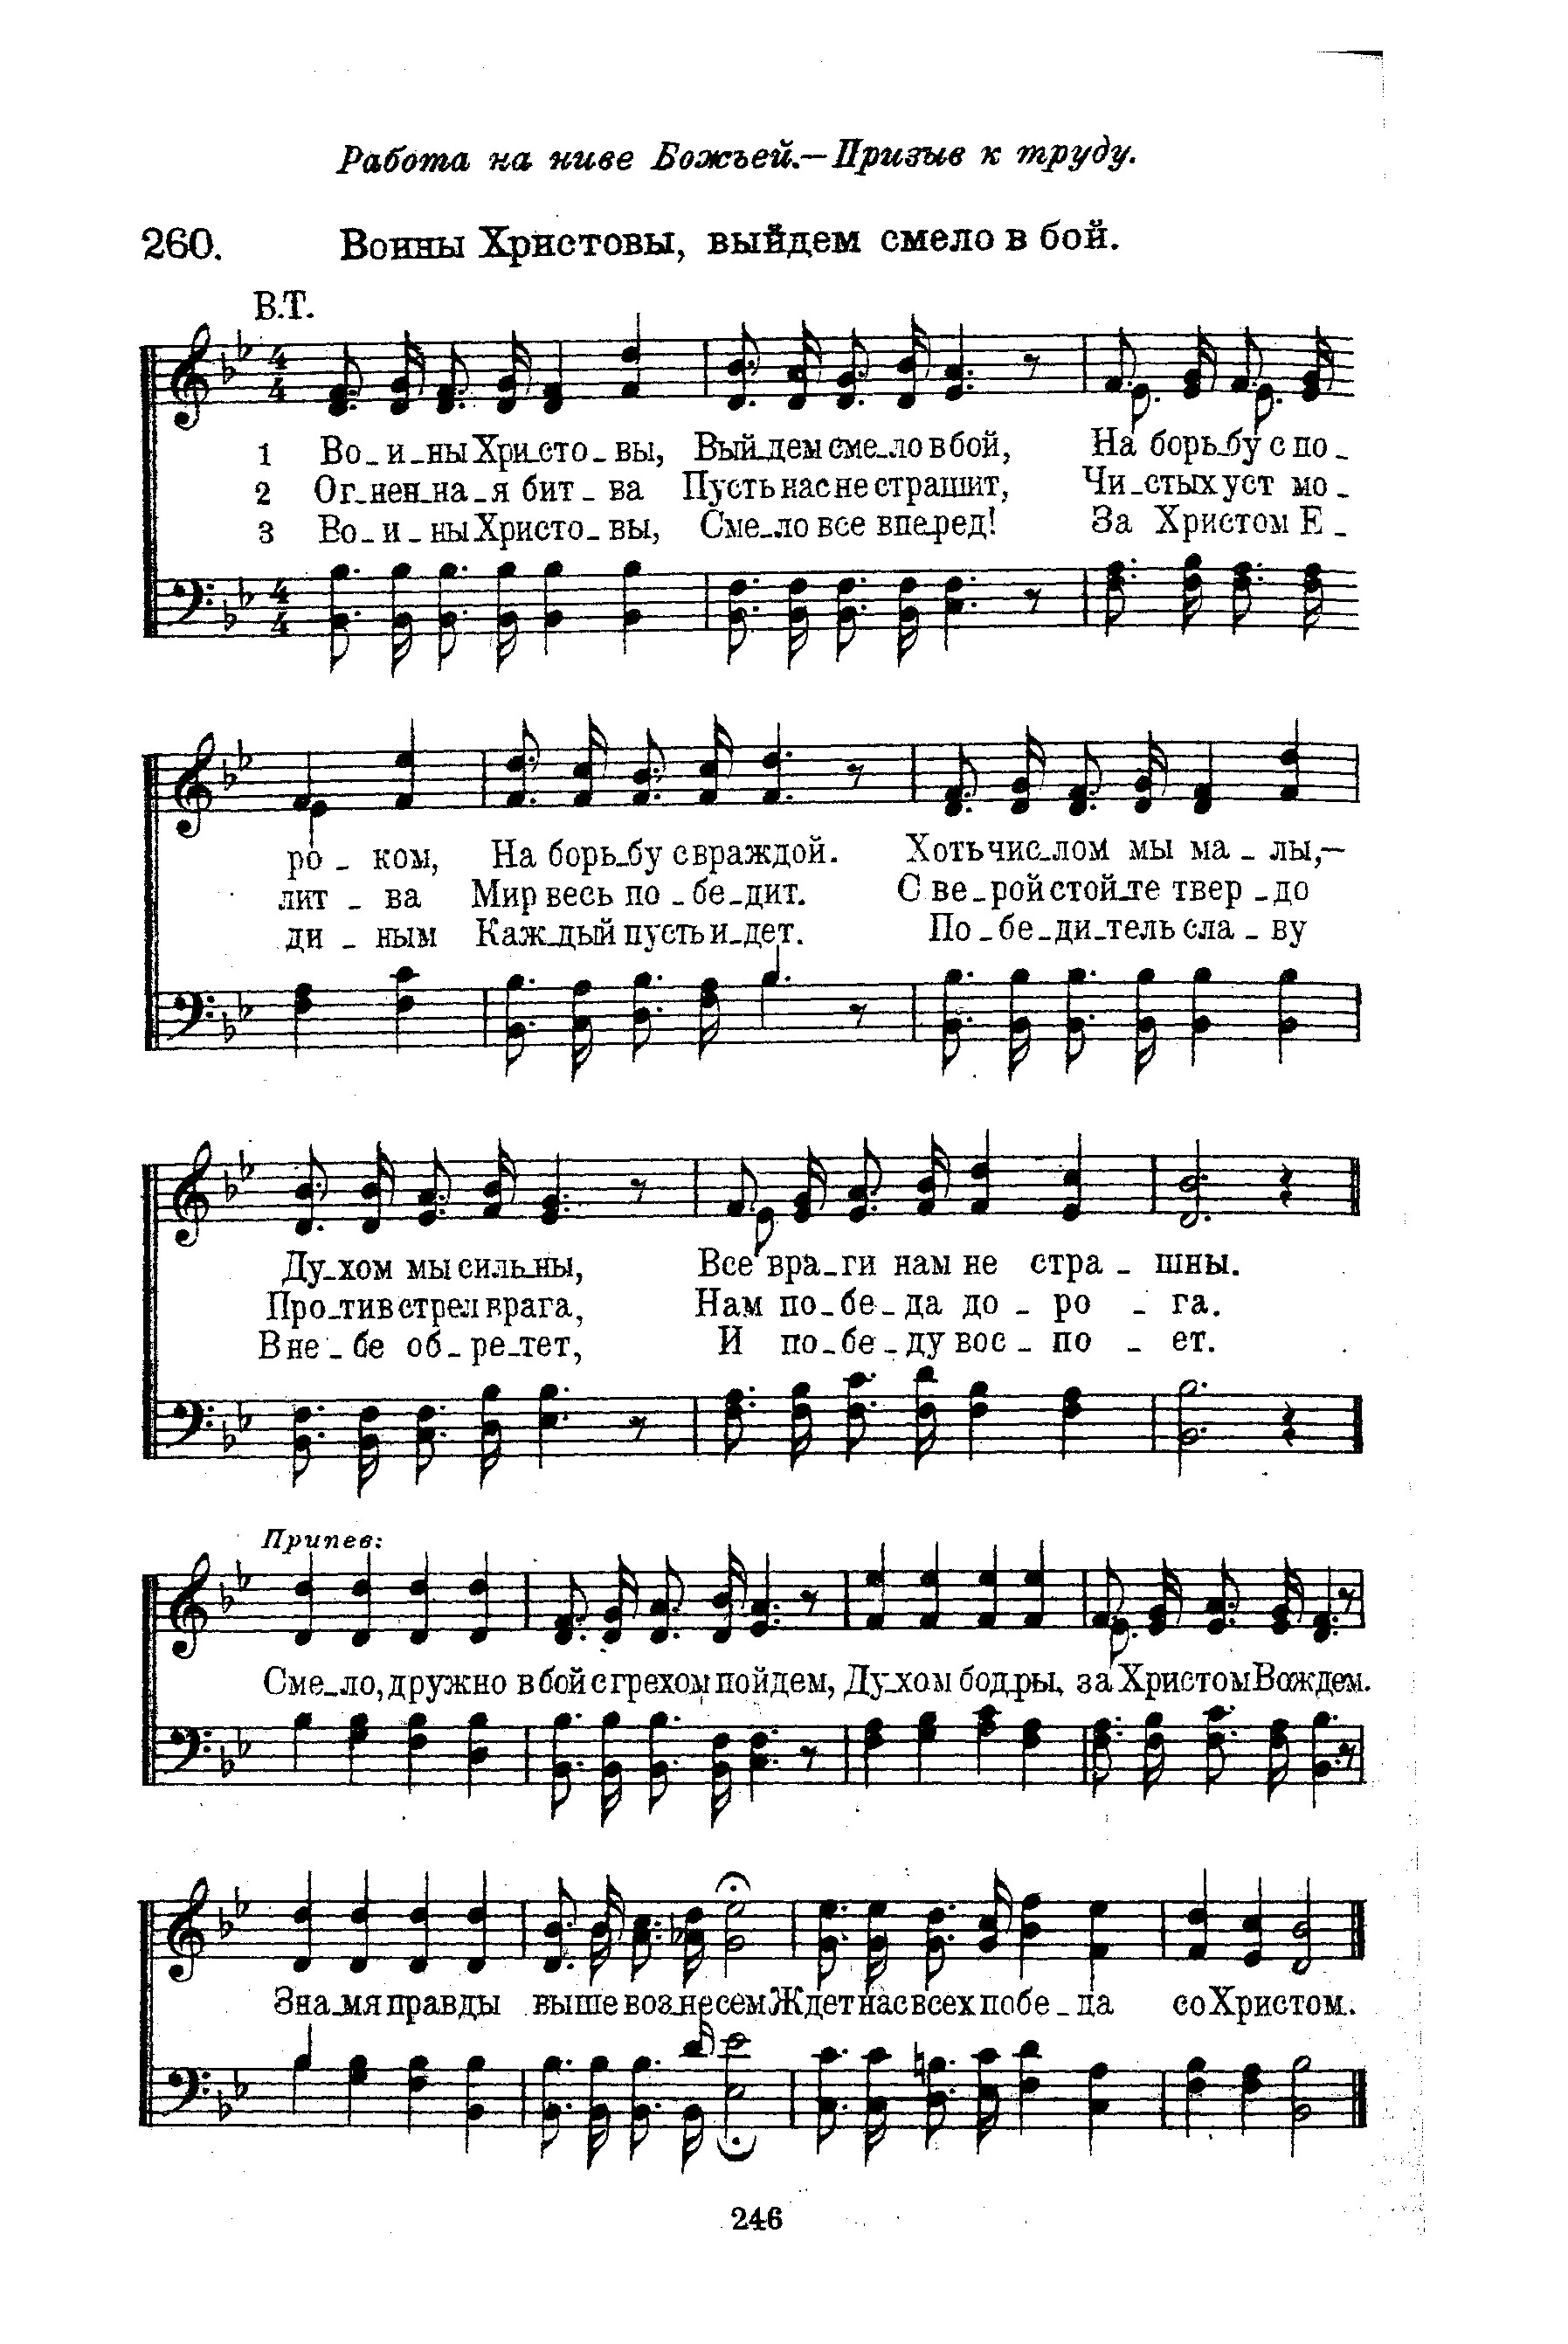 Работа на ниве Божьей.—Призыв к труду.
260. Воины Христовы, выйдем смело в бой.
В.Т.
1 Во-и-ны Хри-сто-вы, Вый-дем сме-ло в бой, На борь-бу с по-
2 Ог-нен-на-я бит-ва Пусть нас не страшит, Чи-стых уст мо-
3 Во-и-ны Христо-вы, Сме-ло все впе-ред! За Христом Е-
ро-ком, На борь-бу с враждой. Хоть чис-лом мы ма-лы,—
лит-ва Мир весь по-бе-дит. С ве-рой стой-те твер-до
ди-ным Каж-дый пусть и-дет. По-бе-ди-тель сла-ву
Ду-хом мы силь-ны, Все вра-ги нам не стра-шны.
Про-тив стрел врага, Нам по-бе-да до-ро-га.
В не-бе об-ре-тет, И по-бе-ду вос-по-ет.
Припев:
Сме-ло, дружно в бой с грехом пойдем, Ду-хом бод-ры, за Христом Вождем.
Зна-мя правды выше воз-несем Ждет нас всех побе-да со Христом.
246